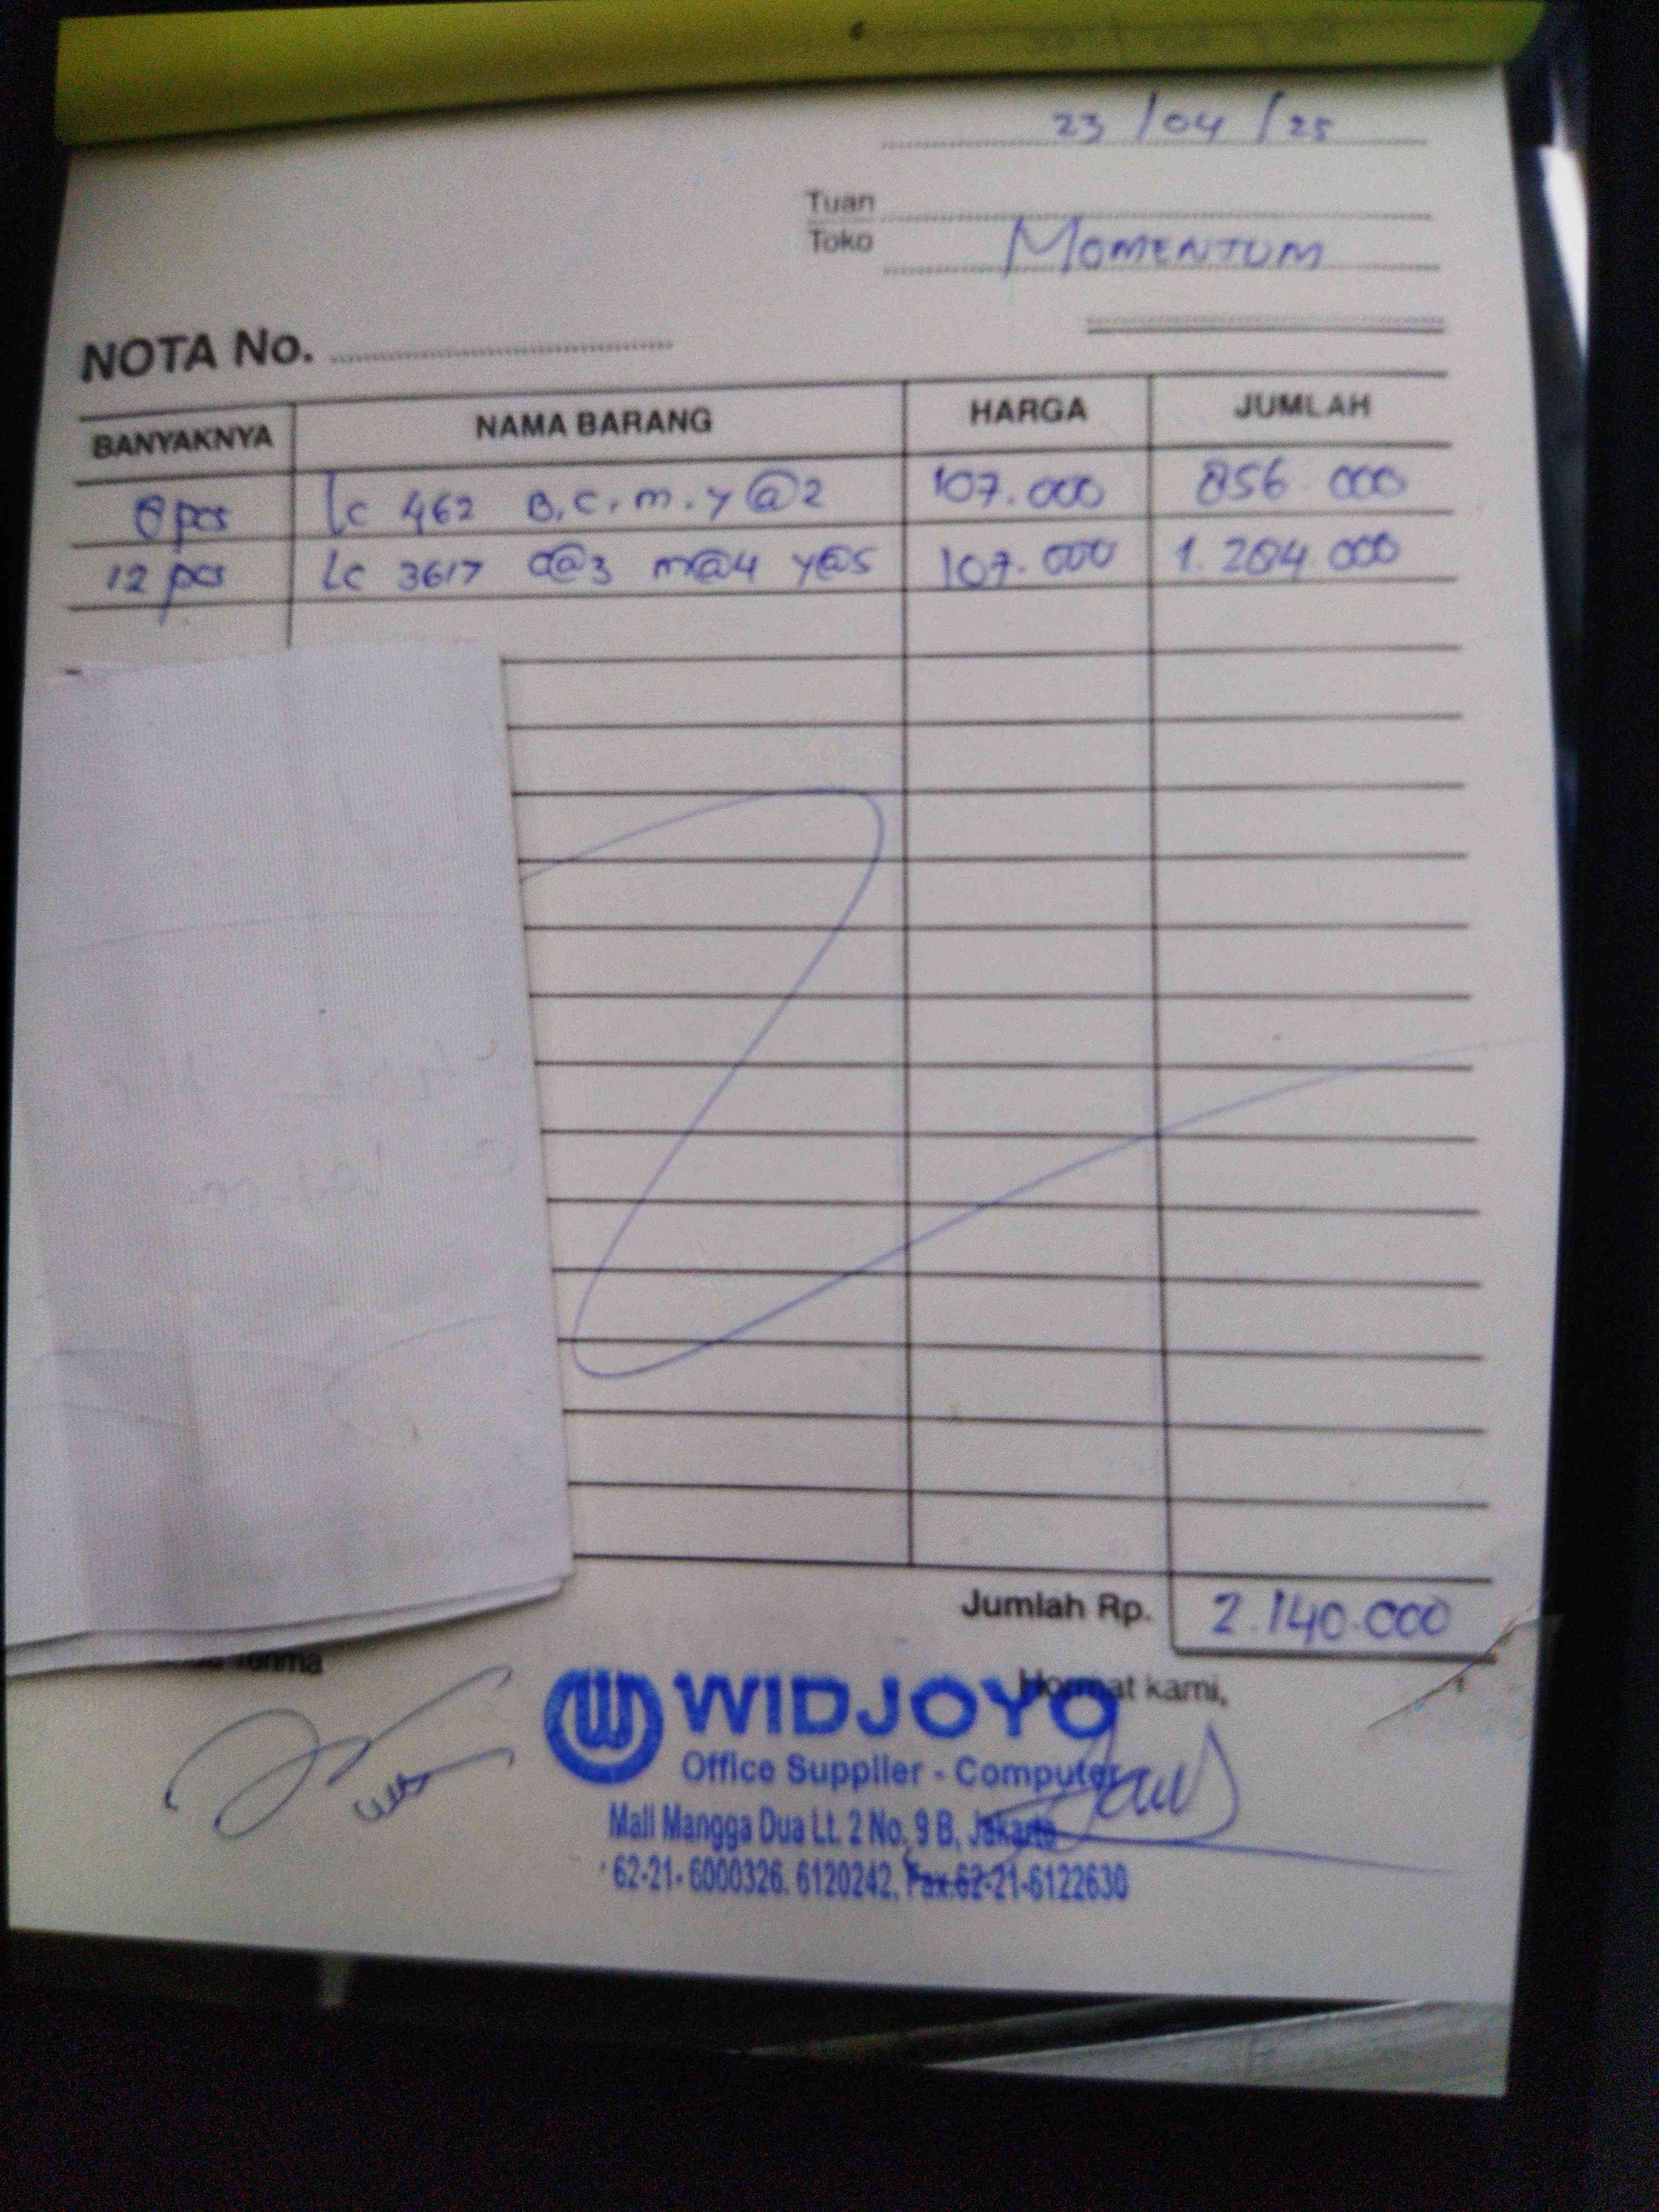 23/04/25
Tuan
Toko MOMENTUM
NOTA No.
BANYAKNYA NAMA BARANG HARGA JUMLAH
8 pcs lc 462 B.C.m.y @2 107.000 856.000
12 pcs Lc 3617 C@3 m@4 y@5 107.000 1.284.000
Jumlah Rp. 2.140.000
Hormat kami,
WIDJOYO
Office Supplier - Computer
Mall Mangga Dua Lt. 2 No. 9 B, Jakarta
62-21- 6000326. 6120242, Fax.62-21-6122630